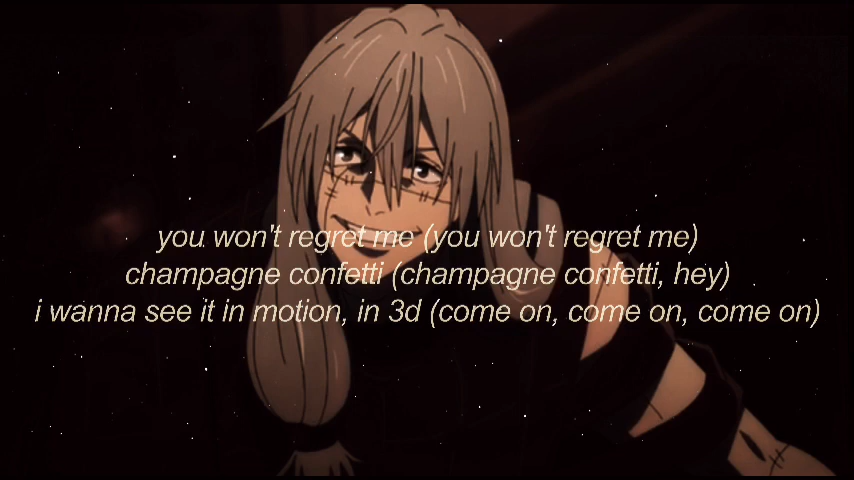 you won't regret me (you won't regret me)
champagne confetti (champagne confetti, hey)
i wanna see it in motion, in 3d (come on, come on, come on)